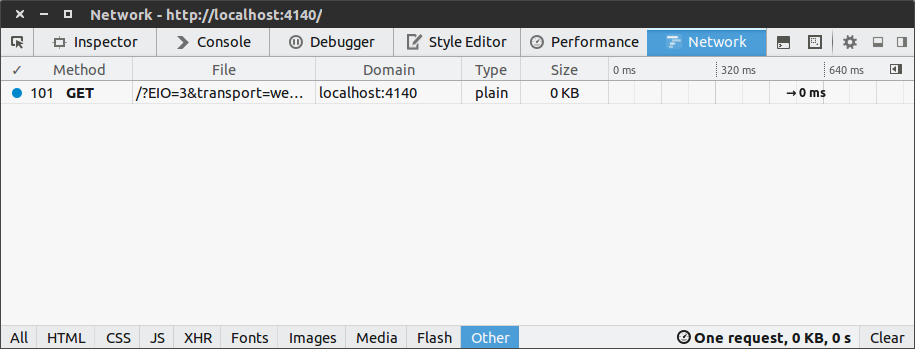 Network - http://localhost:4140/
Inspector Console Debugger Style Editor Performance Network
✓ Method File Domain Type Size 0 ms 320 ms 640 ms
101 GET /?EIO=3&transport=we… localhost:4140 plain 0 KB → 0 ms
All HTML CSS JS XHR Fonts Images Media Flash Other One request, 0 KB, 0 s Clear